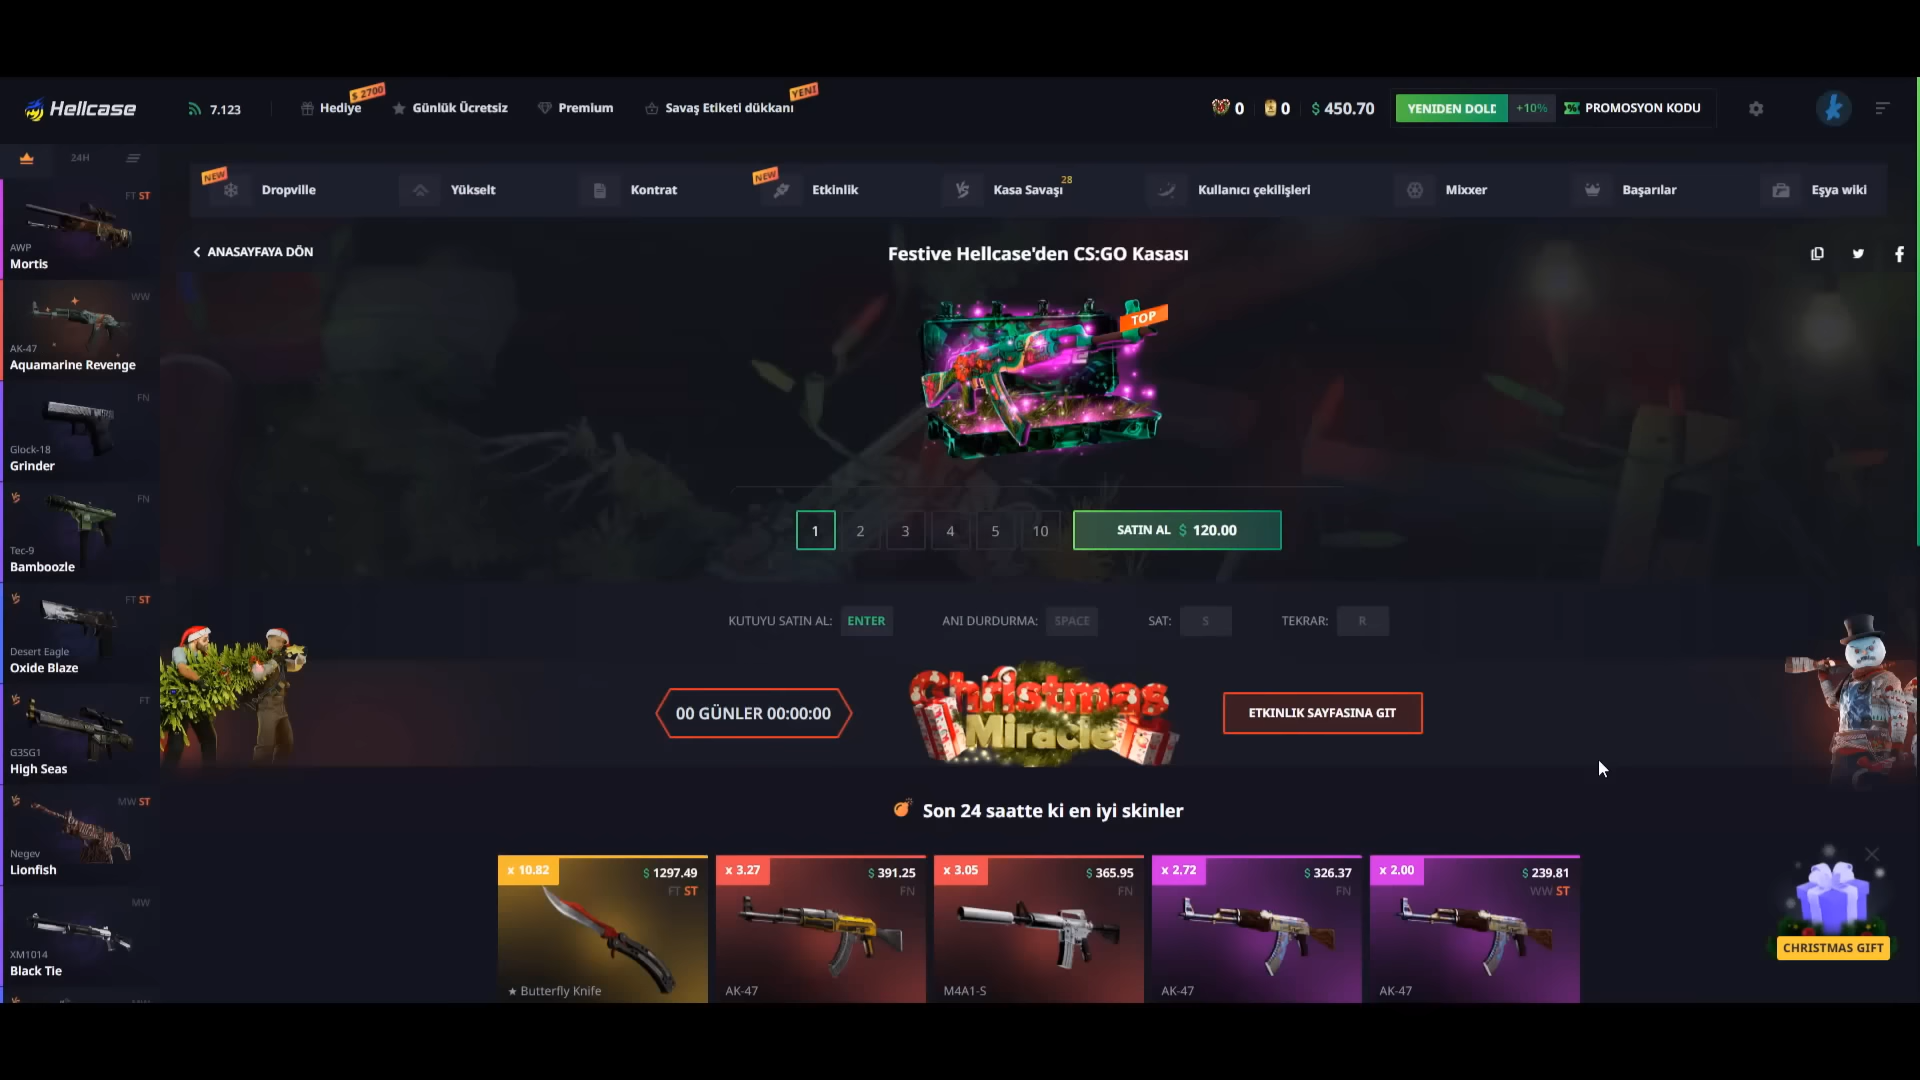 Hellcase
7.123
Hediye
$ 2700
Günlük Ücretsiz
Premium
Savaş Etiketi dükkanı
YENİ
0
0
$ 450.70
YENIDEN DOLD
+10%
PROMOSYON KODU
24H
NEW
Dropville
Yükselt
Kontrat
NEW
Etkinlik
Kasa Savaşı
28
Kullanıcı çekilişleri
Mixxer
Başarılar
Eşya wiki
FT ST
AWP
Mortis
WW
AK-47
Aquamarine Revenge
FN
Glock-18
Grinder
FN
Tec-9
Bamboozle
FT ST
Desert Eagle
Oxide Blaze
FT
G3SG1
High Seas
MW ST
Negev
Lionfish
MW
XM1014
Black Tie
ANASAYFAYA DÖN
Festive Hellcase'den CS:GO Kasası
TOP
1
2
3
4
5
10
SATIN AL $ 120.00
KUTUYU SATIN AL: ENTER
ANI DURDURMA: SPACE
SAT: S
TEKRAR: R
00 GÜNLER 00:00:00
Christmas
Miracle
ETKINLIK SAYFASINA GIT
Son 24 saatte ki en iyi skinler
x 10.82
$ 1297.49
FT ST
★ Butterfly Knife
x 3.27
$ 391.25
FN
AK-47
x 3.05
$ 365.95
FN
M4A1-S
x 2.72
$ 326.37
FN
AK-47
x 2.00
$ 239.81
WW ST
AK-47
CHRISTMAS GIFT